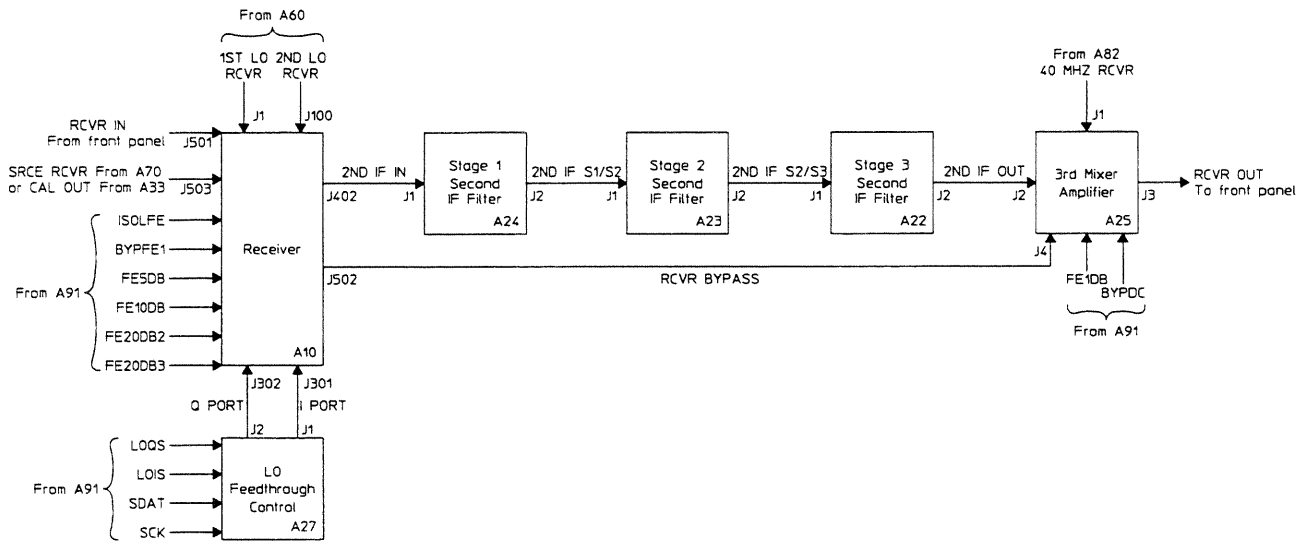 From A60
1ST LO 2ND LO
RCVR RCVR
J1 J100
From A82
40 MHZ RCVR
J1
RCVR IN
From front panel
J501
SRCE RCVR From A70
or CAL OUT From A33
J503
Receiver
A10
2ND IF IN
J402 J1
Stage 1
Second
IF Filter
A24
2ND IF S1/S2
J2 J1
Stage 2
Second
IF Filter
A23
2ND IF S2/S3
J2 J1
Stage 3
Second
IF Filter
A22
2ND IF OUT
J2 J2
3rd Mixer
Amplifier
A25
J3
RCVR OUT
To front panel
J502
RCVR BYPASS
J4
FE1DB
BYPDC
From A91
From A91
ISOLFE
BYPFE1
FE5DB
FE10DB
FE20DB2
FE20DB3
J302 J301
Q PORT I PORT
J2 J1
From A91
LOQS
LOIS
SDAT
SCK
LO
Feedthrough
Control
A27